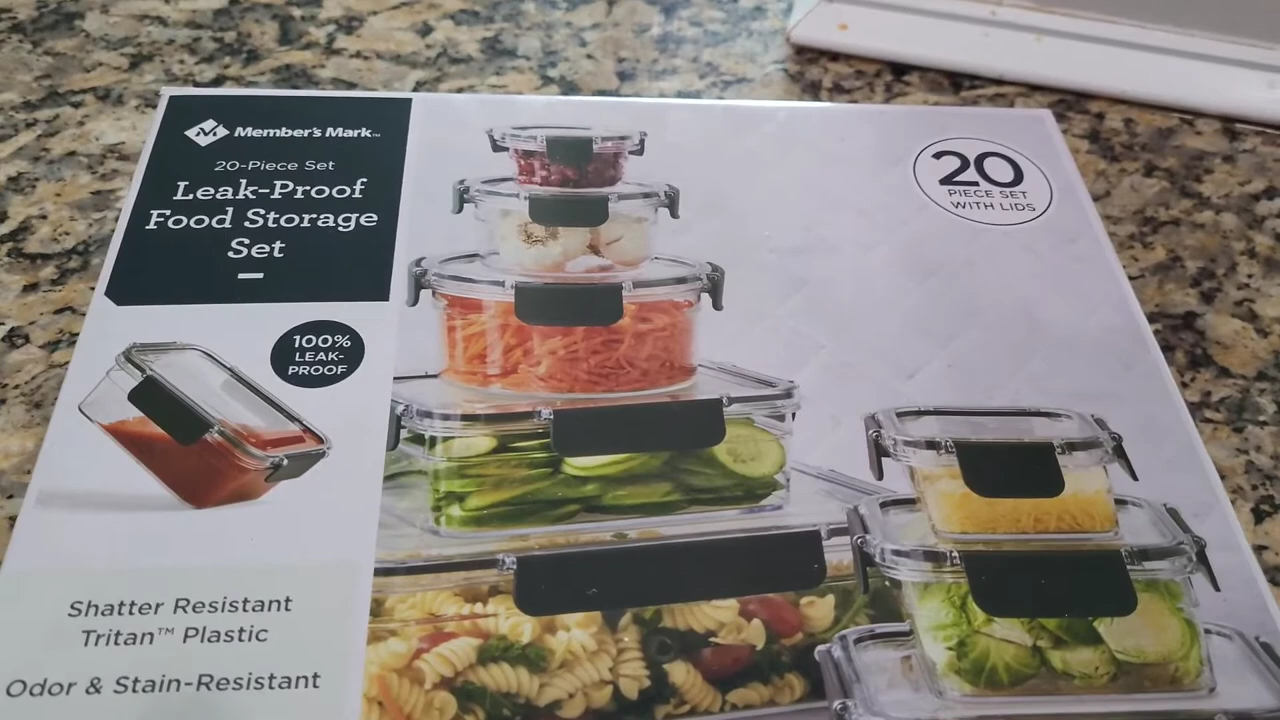 Member's Mark™
20-Piece Set
Leak-Proof
Food Storage
Set
20
PIECE SET
WITH LIDS
100%
LEAK-
PROOF
Shatter Resistant
Tritan™ Plastic
Odor & Stain-Resistant